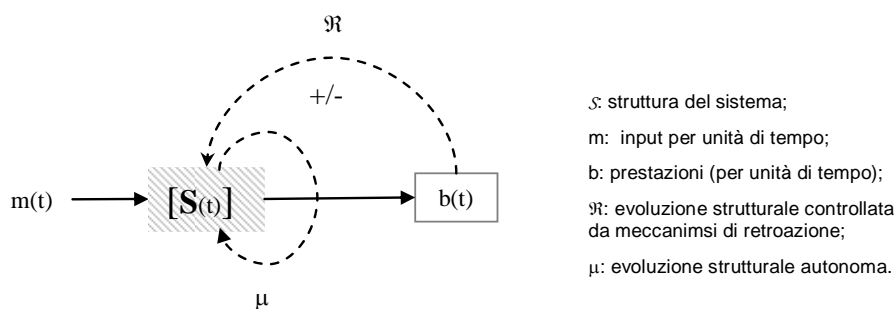 ℜ
+/-
m(t)
[S(t)]
b(t)
μ
𝒮: struttura del sistema;
m: input per unità di tempo;
b: prestazioni (per unità di tempo);
ℜ: evoluzione strutturale controllata
da meccanimsi di retroazione;
μ: evoluzione strutturale autonoma.